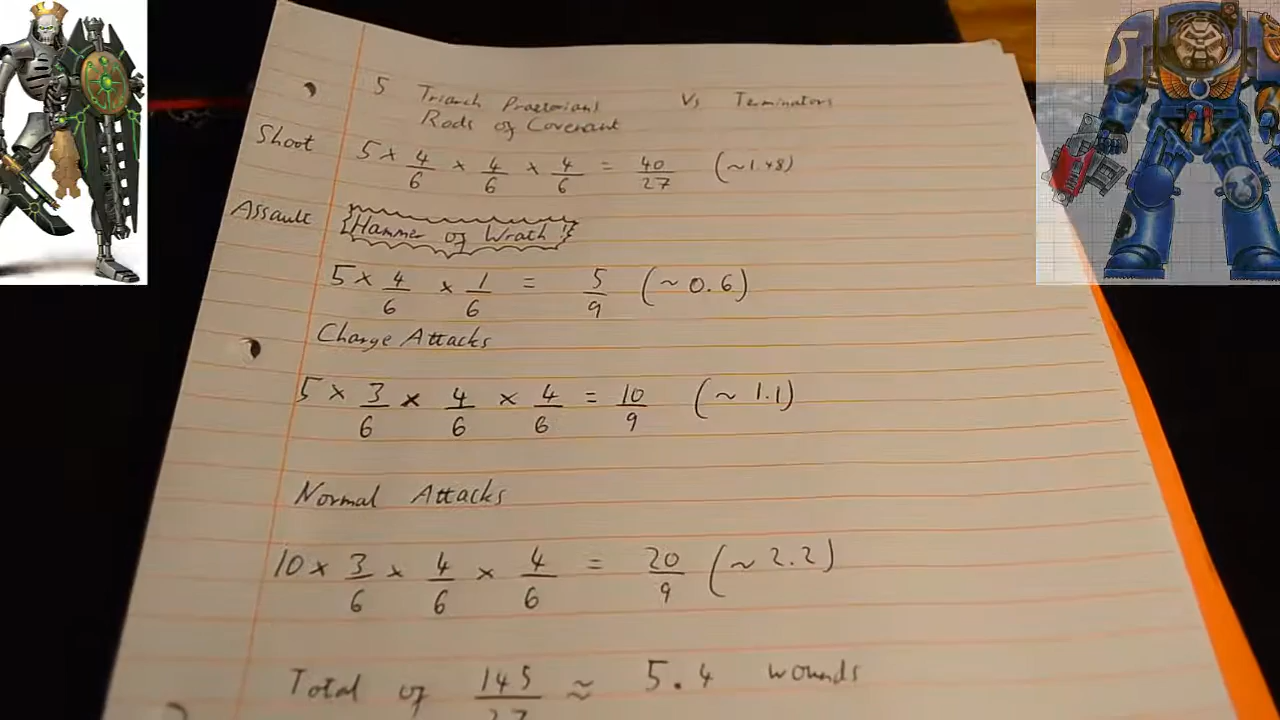 5 Triarch Praetorians Vs Terminators
Rods of Covenant
Shoot 5 × 4/6 × 4/6 × 4/6 = 40/27 (~1.48)
Assault Hammer of Wrath!
5 × 4/6 × 1/6 = 5/9 (~0.6)
Charge Attacks
5 × 3/6 × 4/6 × 4/6 = 10/9 (~1.1)
Normal Attacks
10 × 3/6 × 4/6 × 4/6 = 20/9 (~2.2)
Total of 145/27 ≈ 5.4 wounds